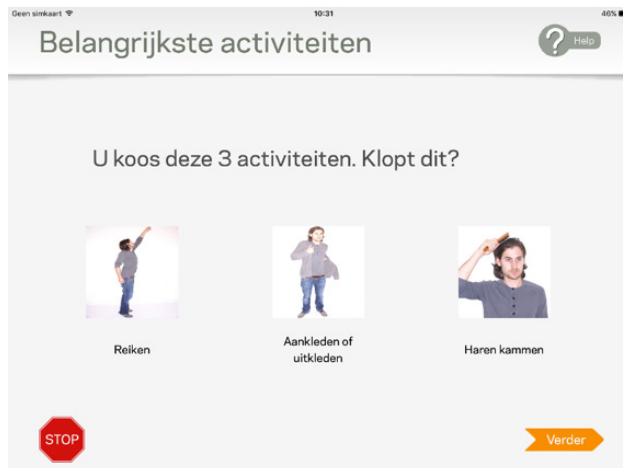 Geen simkaart 10:31 46%
Belangrijkste activiteiten
Help
U koos deze 3 activiteiten. Klopt dit?
Reiken
Aankleden of
uitkleden
Haren kammen
STOP
Verder